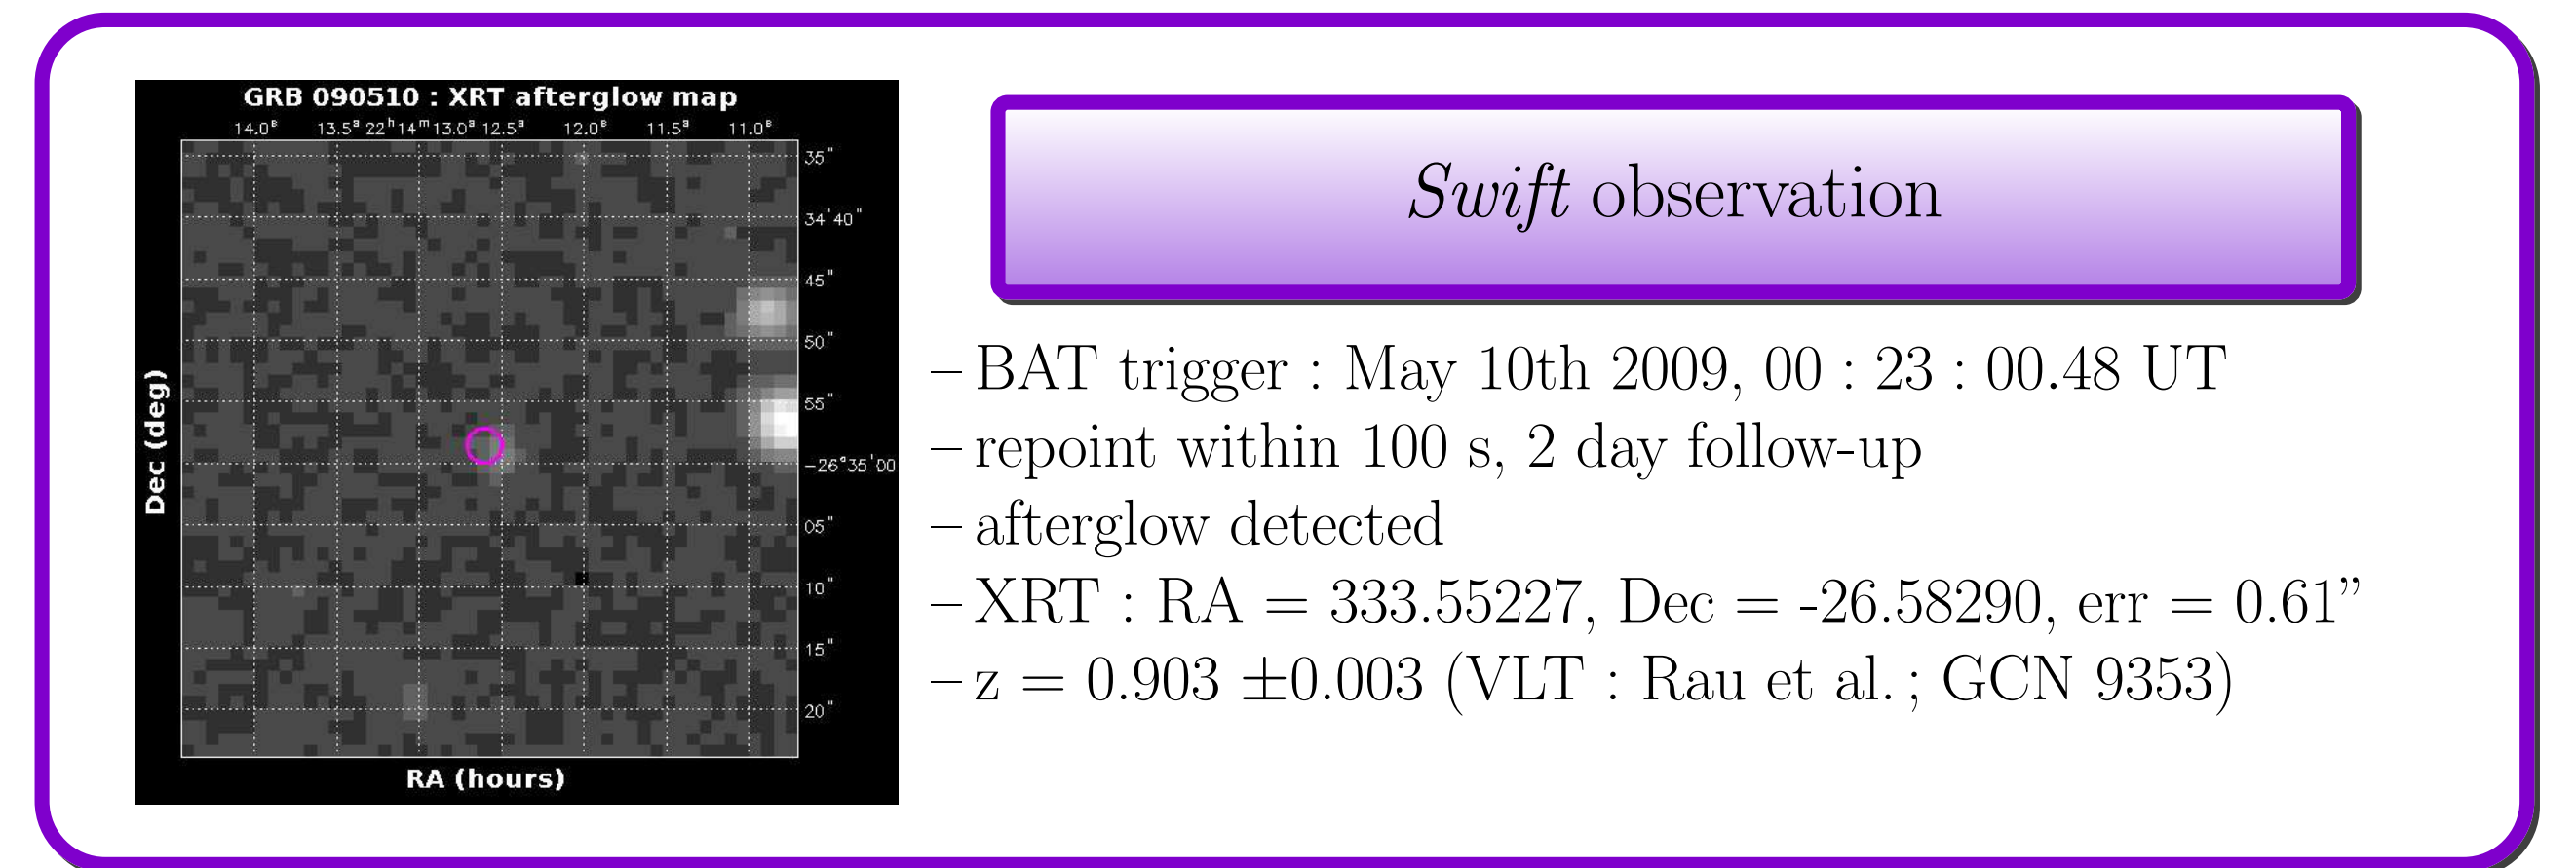 GRB 090510 : XRT afterglow map
14.0ˢ 13.5ˢ 22ʰ14ᵐ13.0ˢ 12.5ˢ 12.0ˢ 11.5ˢ 11.0ˢ
35"
34'40"
45"
50"
55"
-26°35'00
05"
10"
15"
20"
Dec (deg)
RA (hours)
Swift observation
– BAT trigger : May 10th 2009, 00 : 23 : 00.48 UT
– repoint within 100 s, 2 day follow-up
– afterglow detected
– XRT : RA = 333.55227, Dec = -26.58290, err = 0.61”
– z = 0.903 ±0.003 (VLT : Rau et al. ; GCN 9353)